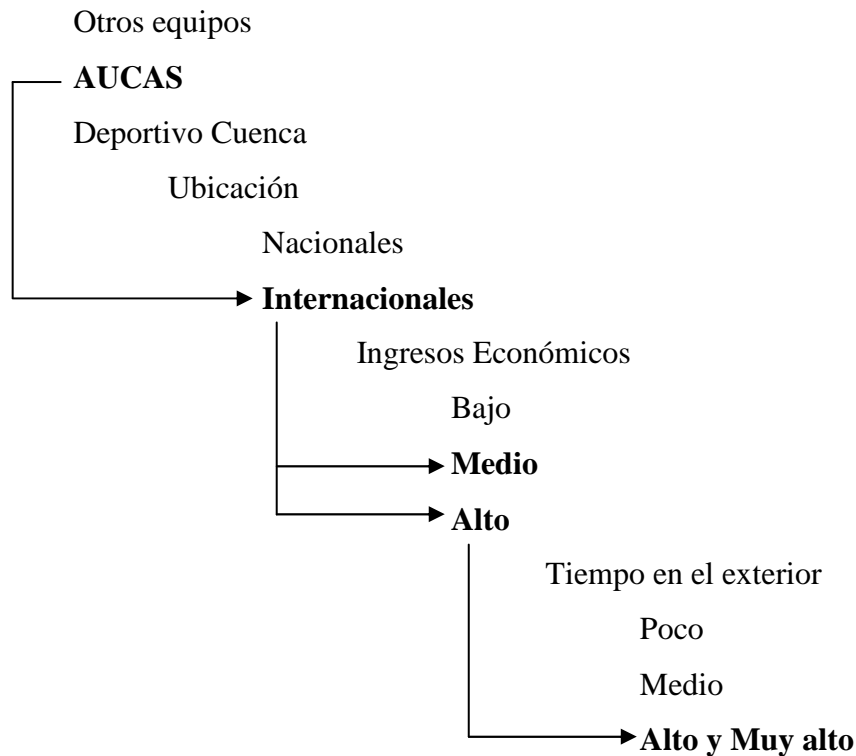 Otros equipos
AUCAS
Deportivo Cuenca
Ubicación
Nacionales
Internacionales
Ingresos Económicos
Bajo
Medio
Alto
Tiempo en el exterior
Poco
Medio
Alto y Muy alto